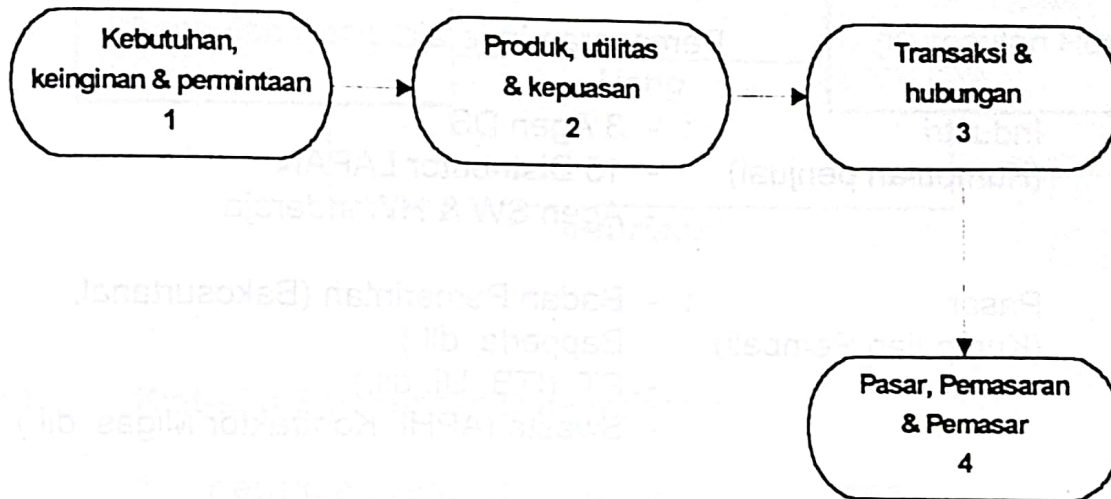 Kebutuhan,
keinginan & permintaan
1
Produk, utilitas
& kepuasan
2
Transaksi &
hubungan
3
Pasar, Pemasaran
& Pemasar
4